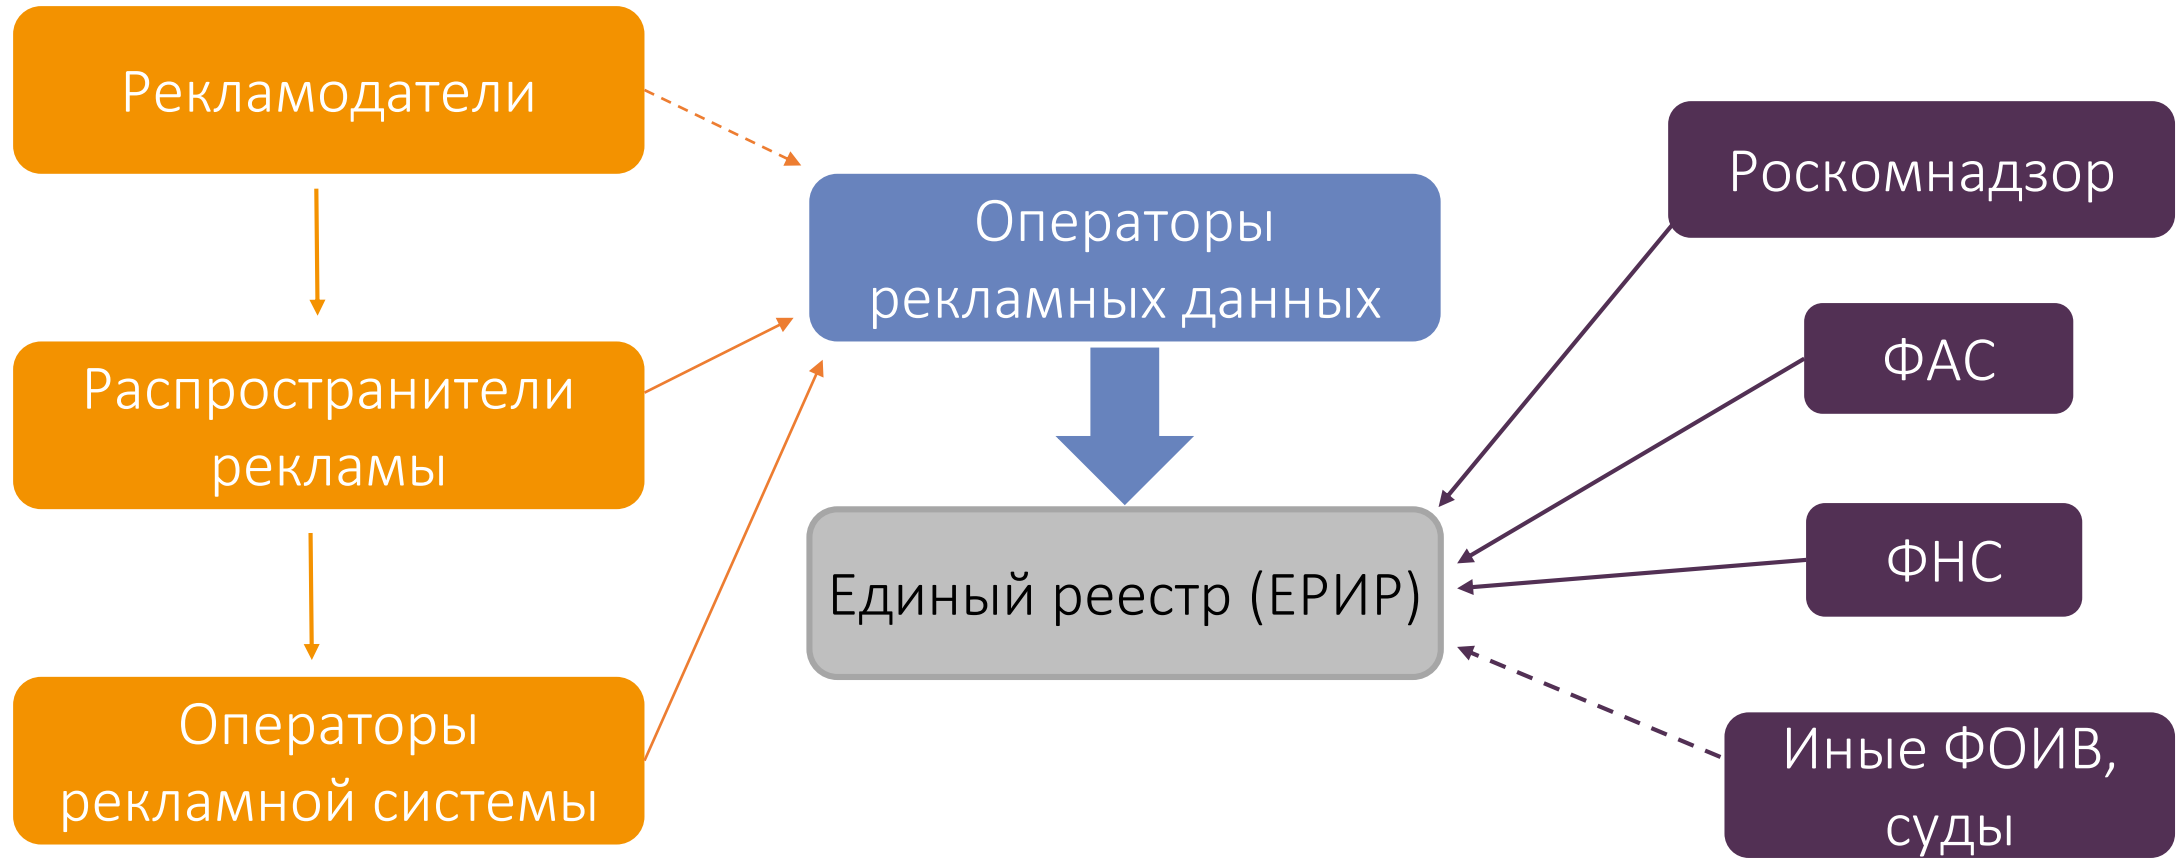 Рекламодатели
Распространители
рекламы
Операторы
рекламной системы
Операторы
рекламных данных
Единый реестр (ЕРИР)
Роскомнадзор
ФАС
ФНС
Иные ФОИВ,
суды